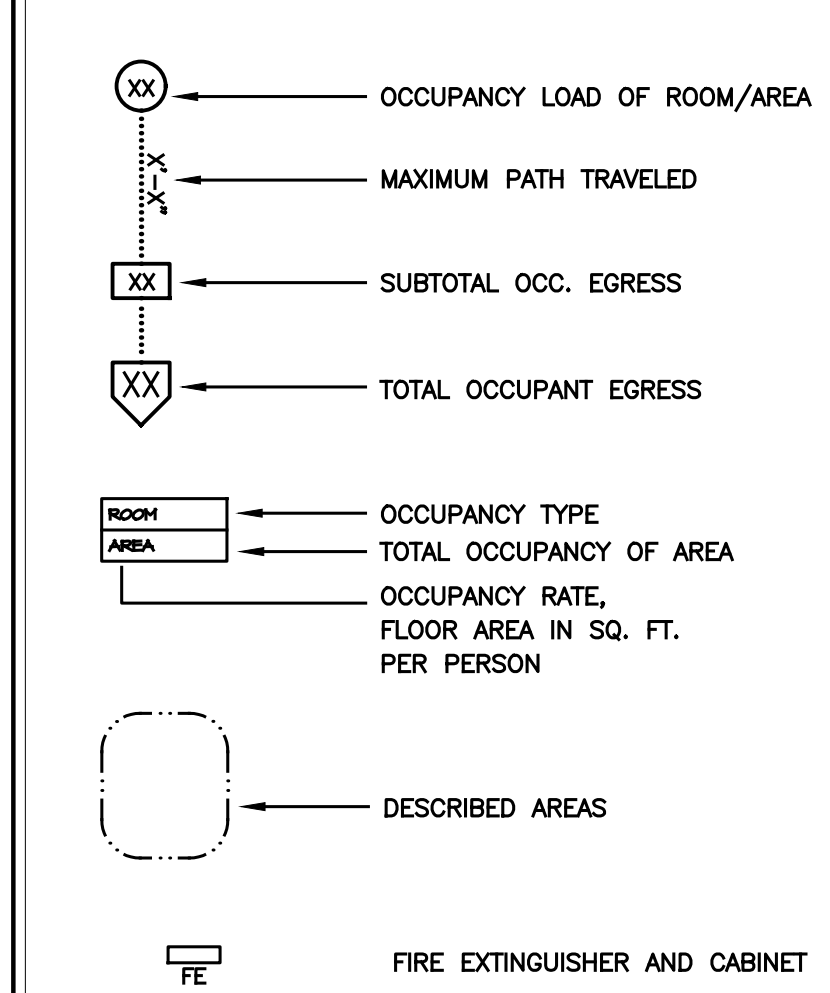 XX
OCCUPANCY LOAD OF ROOM/AREA
X'-X"
MAXIMUM PATH TRAVELED
XX
SUBTOTAL OCC. EGRESS
XX
TOTAL OCCUPANT EGRESS
ROOM
OCCUPANCY TYPE
AREA
TOTAL OCCUPANCY OF AREA
OCCUPANCY RATE,
FLOOR AREA IN SQ. FT.
PER PERSON
DESCRIBED AREAS
FE
FIRE EXTINGUISHER AND CABINET